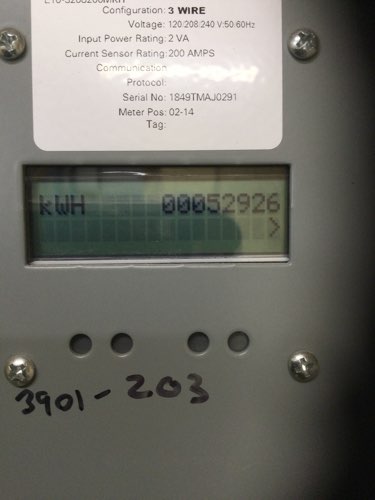 Configuration: 3 WIRE
Voltage: 120:208:240 V:50:60Hz
Input Power Rating: 2 VA
Current Sensor Rating: 200 AMPS
Communication
Protocol:
Serial No: 1849TMAJ0291
Meter Pos: 02-14
Tag:
kWH 00052926
>
3901-203